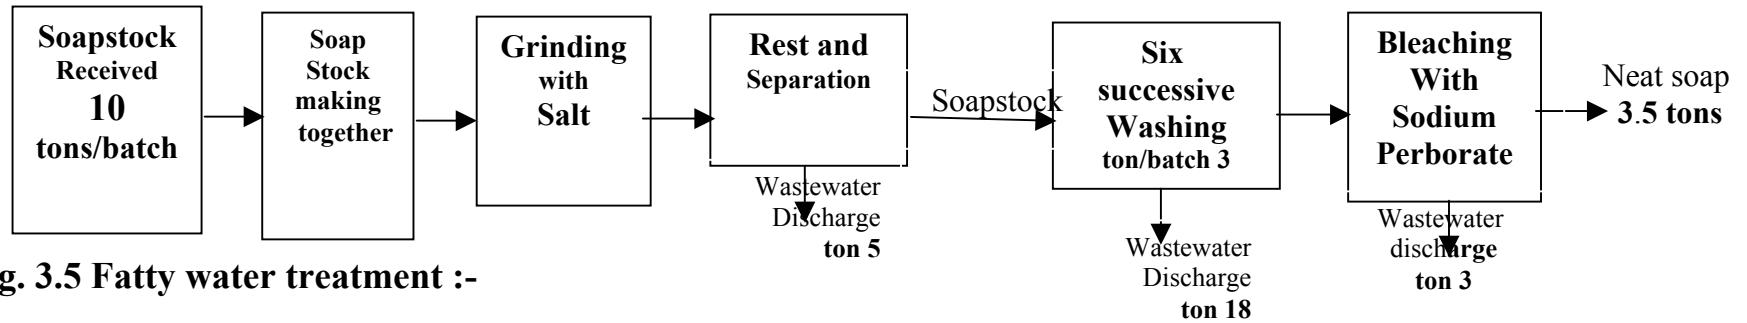 Soapstock
Received
10
tons/batch
Soap
Stock
making
together
Grinding
with
Salt
Rest and
Separation
Wastewater
Discharge
ton 5
Soapstock
Six
successive
Washing
ton/batch 3
Wastewater
Discharge
ton 18
Bleaching
With
Sodium
Perborate
Wastewater
discharge
ton 3
Neat soap
3.5 tons
g. 3.5 Fatty water treatment :-